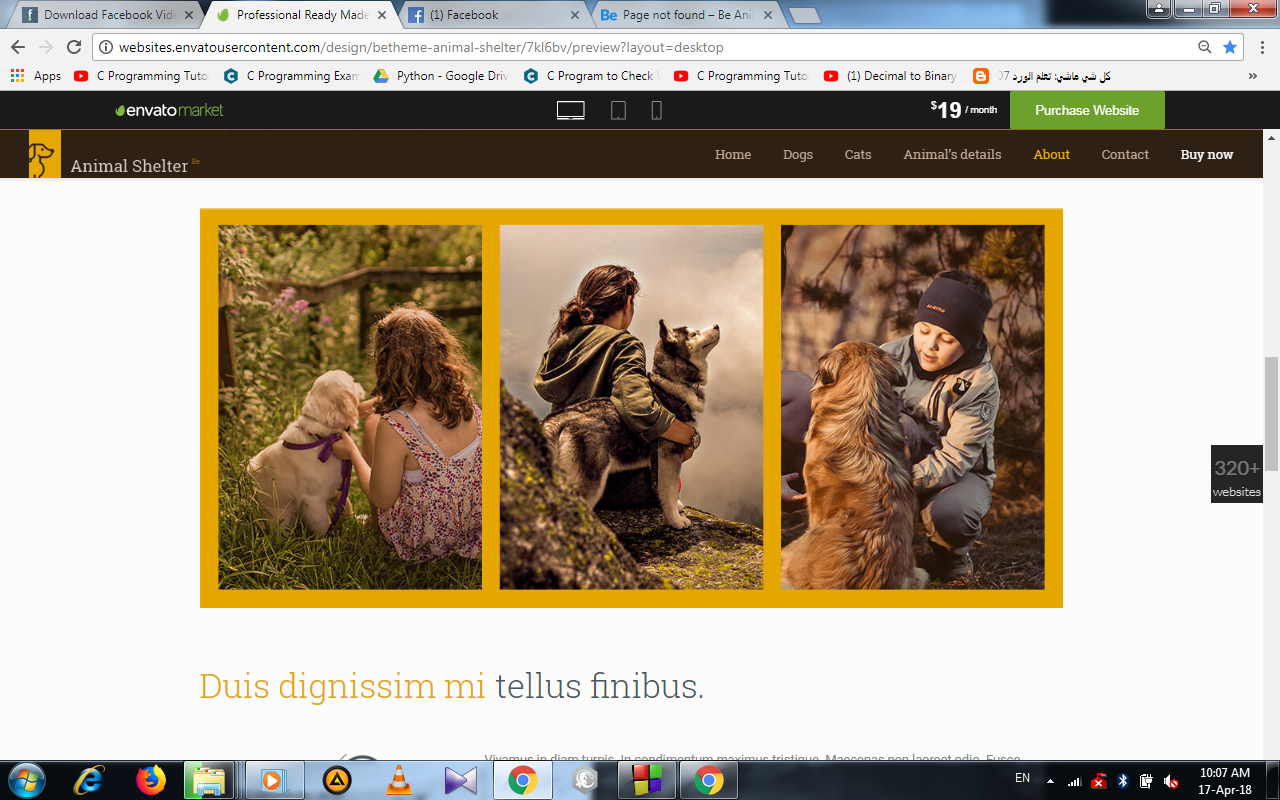 Download Facebook Vide
Professional Ready Made
(1) Facebook
Page not found – Be Ani
websites.envatousercontent.com/design/betheme-animal-shelter/7kl6bv/preview?layout=desktop
Apps
C Programming Tuto
C Programming Exam
Python - Google Driv
C Program to Check
C Programming Tuto
(1) Decimal to Binary
كل شي هاشي: تعلم الورد 07
»
envato market
$19 / month
Purchase Website
Animal Shelter Be
Home
Dogs
Cats
Animal's details
About
Contact
Buy now
320+
websites
Duis dignissim mi tellus finibus.
Vivamus in diam turpis. In condimentum maximus tristique. Maecenas non laoreet odio. Fusce
EN
10:07 AM
17-Apr-18